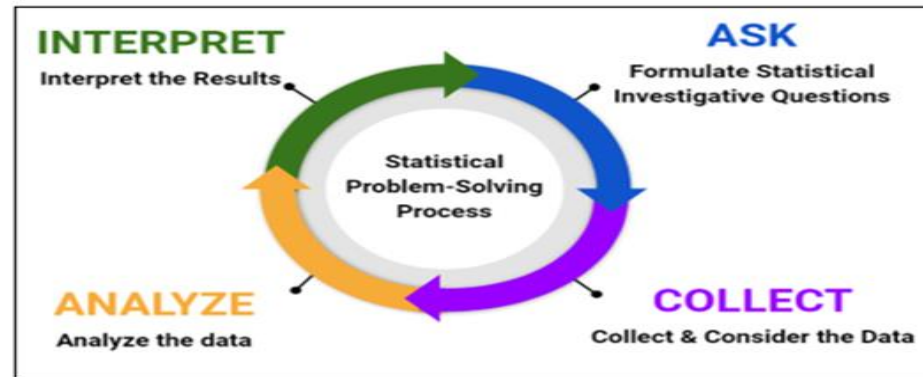 INTERPRET
Interpret the Results
ASK
Formulate Statistical
Investigative Questions
Statistical
Problem-Solving
Process
ANALYZE
Analyze the data
COLLECT
Collect & Consider the Data